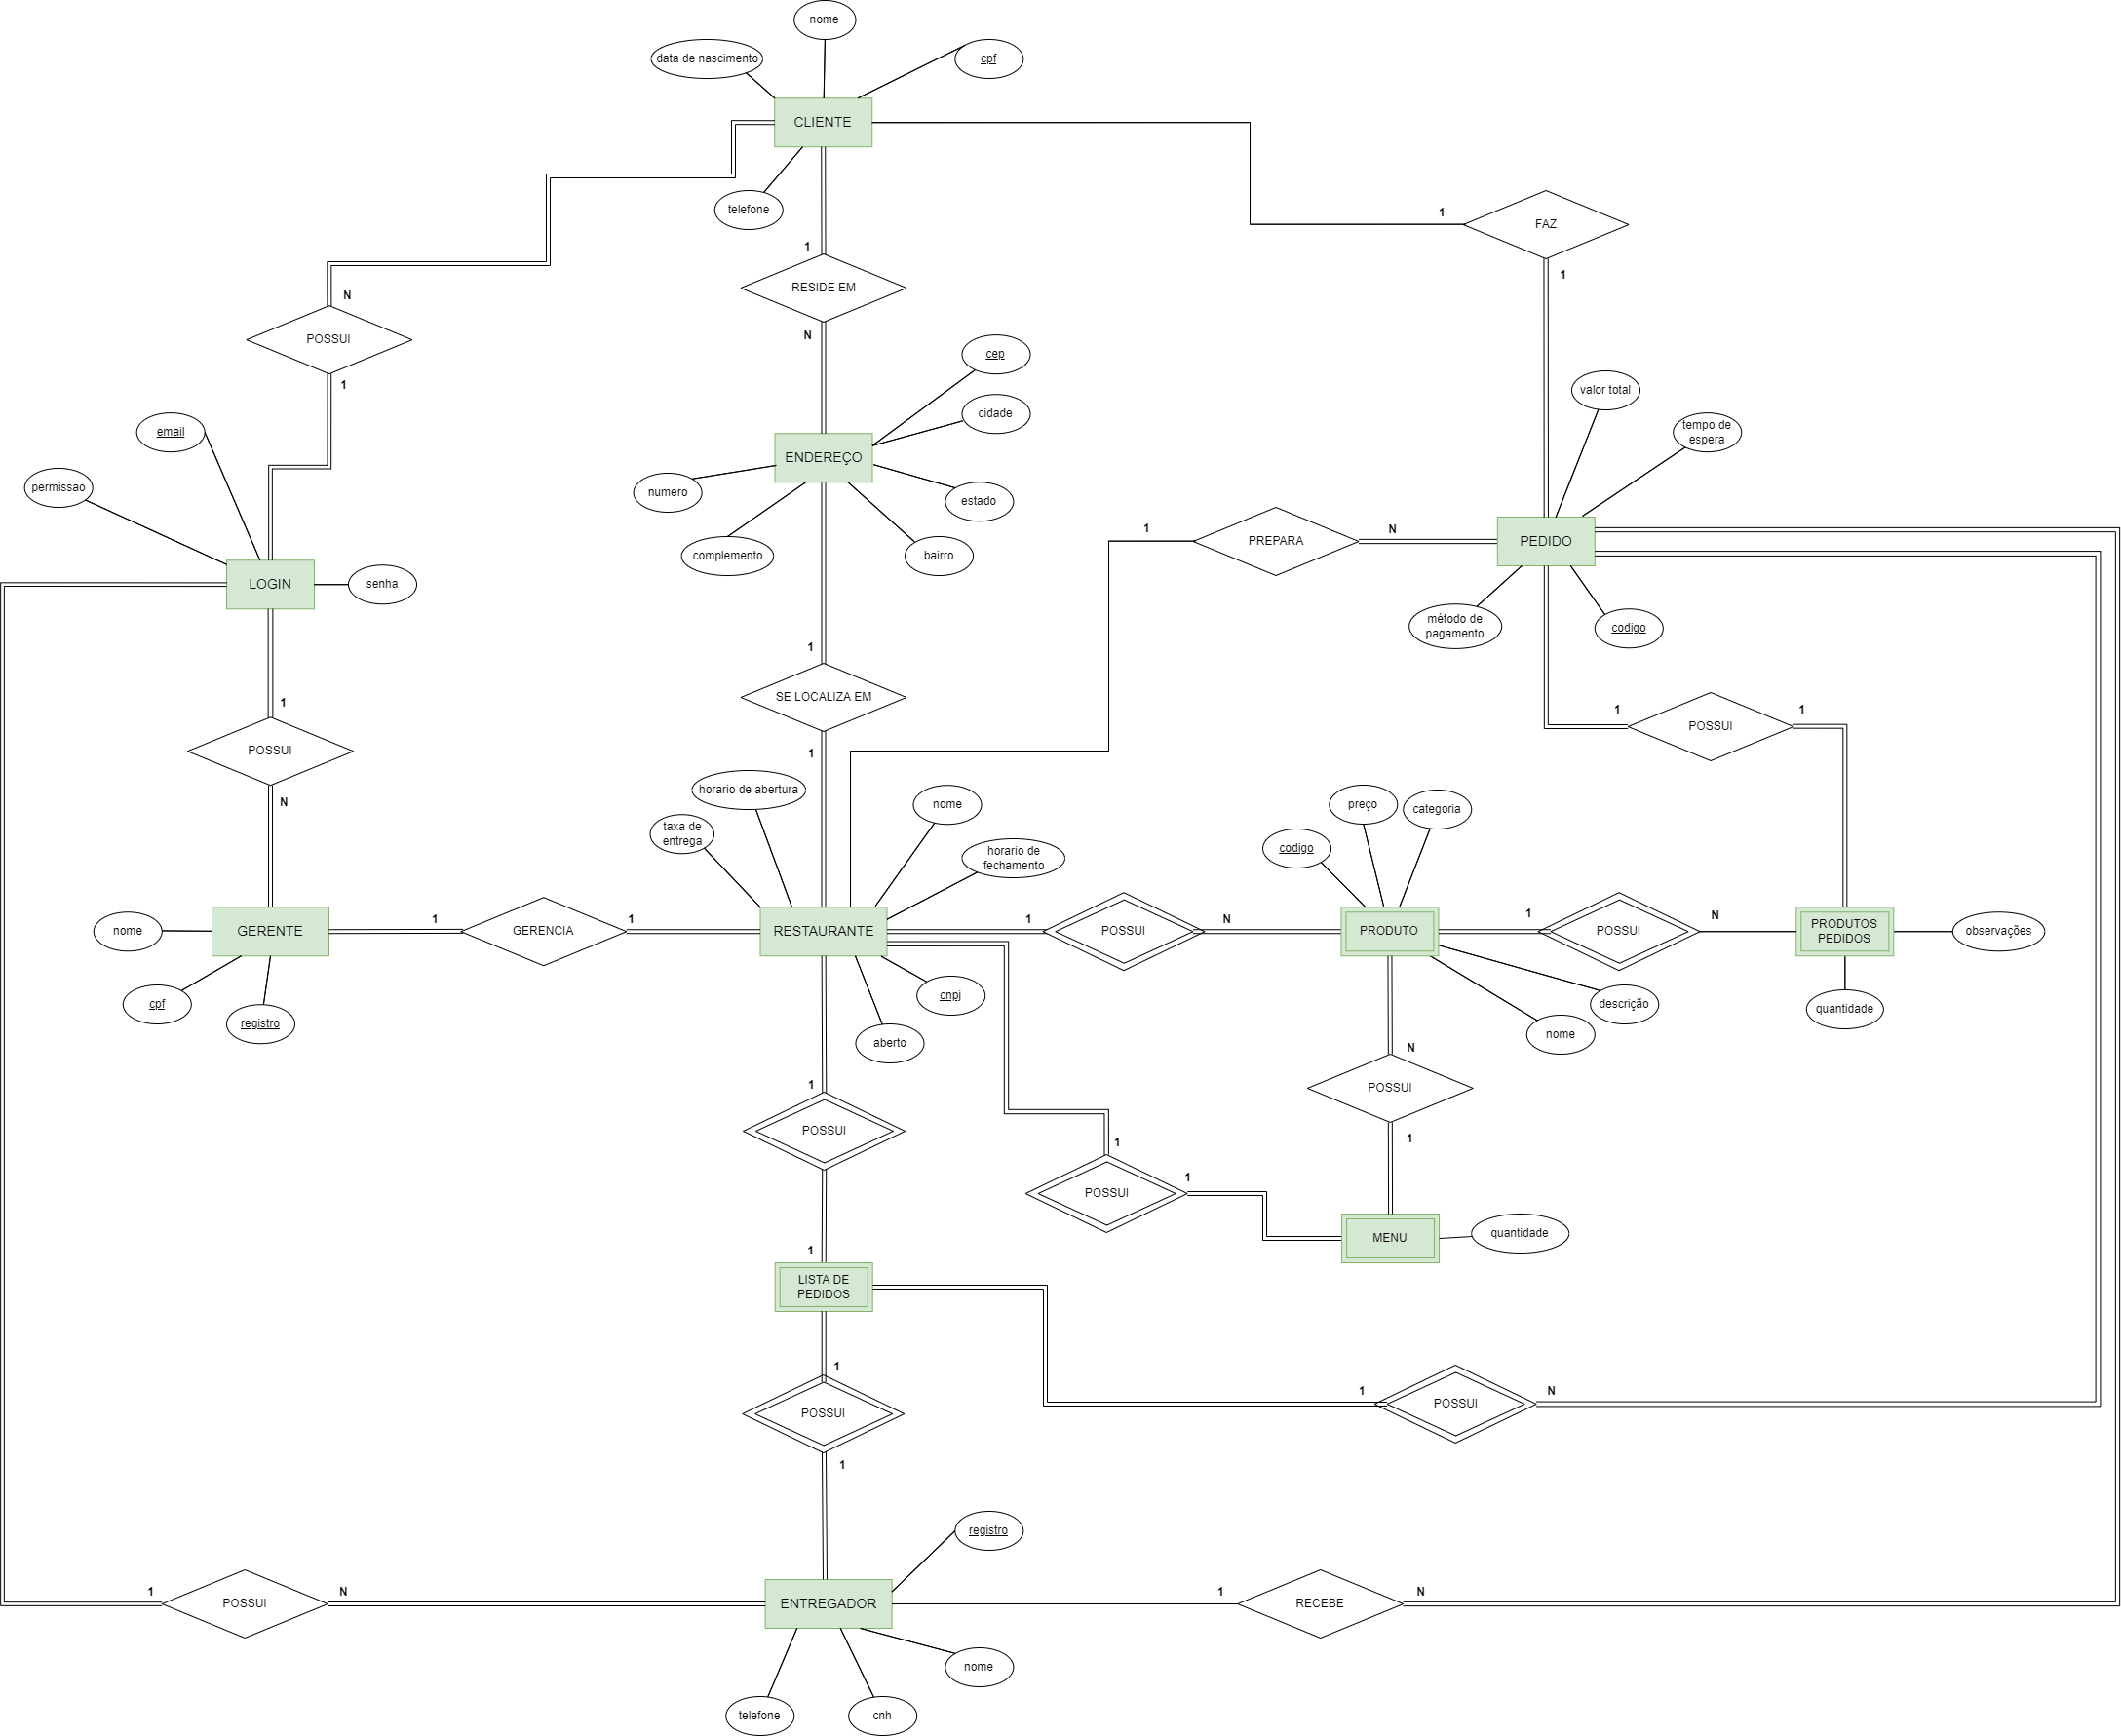 nome
data de nascimento
cpf
CLIENTE
telefone
1
FAZ
1
1
RESIDE EM
N
N
POSSUI
1
cep
cidade
ENDEREÇO
numero
estado
complemento
bairro
valor total
tempo de
espera
email
permissao
LOGIN
senha
1
PREPARA
N
PEDIDO
método de
pagamento
codigo
1
SE LOCALIZA EM
1
1
POSSUI
N
1
POSSUI
1
horario de abertura
nome
taxa de
entrega
horario de
fechamento
preço
categoria
codigo
nome
GERENTE
cpf
registro
1
GERENCIA
1
RESTAURANTE
cnpj
aberto
1
POSSUI
N
PRODUTO
1
POSSUI
N
PRODUTOS
PEDIDOS
observações
quantidade
descrição
nome
N
POSSUI
1
1
POSSUI
1
1
POSSUI
1
MENU
quantidade
LISTA DE
PEDIDOS
1
POSSUI
1
1
POSSUI
N
registro
1
POSSUI
N
ENTREGADOR
1
RECEBE
N
nome
telefone
cnh